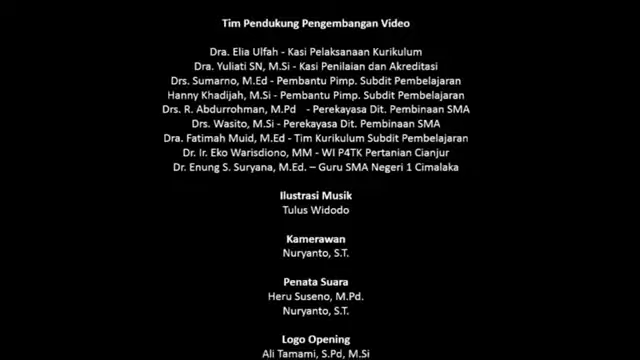 Tim Pendukung Pengembangan Video
Dra. Elia Ulfah - Kasi Pelaksanaan Kurikulum
Dra. Yuliati SN, M.Si - Kasi Penilaian dan Akreditasi
Drs. Sumarno, M.Ed - Pembantu Pimp. Subdit Pembelajaran
Hanny Khadijah, M.Si - Pembantu Pimp. Subdit Pembelajaran
Drs. R. Abdurrohman, M.Pd - Perekayasa Dit. Pembinaan SMA
Drs. Wasito, M.Si - Perekayasa Dit. Pembinaan SMA
Dra. Fatimah Muid, M.Ed - Tim Kurikulum Subdit Pembelajaran
Dr. Ir. Eko Warisdiono, MM - WI P4TK Pertanian Cianjur
Dr. Enung S. Suryana, M.Ed. – Guru SMA Negeri 1 Cimalaka
Ilustrasi Musik
Tulus Widodo
Kamerawan
Nuryanto, S.T.
Penata Suara
Heru Suseno, M.Pd.
Nuryanto, S.T.
Logo Opening
Ali Tamami, S.Pd, M.Si